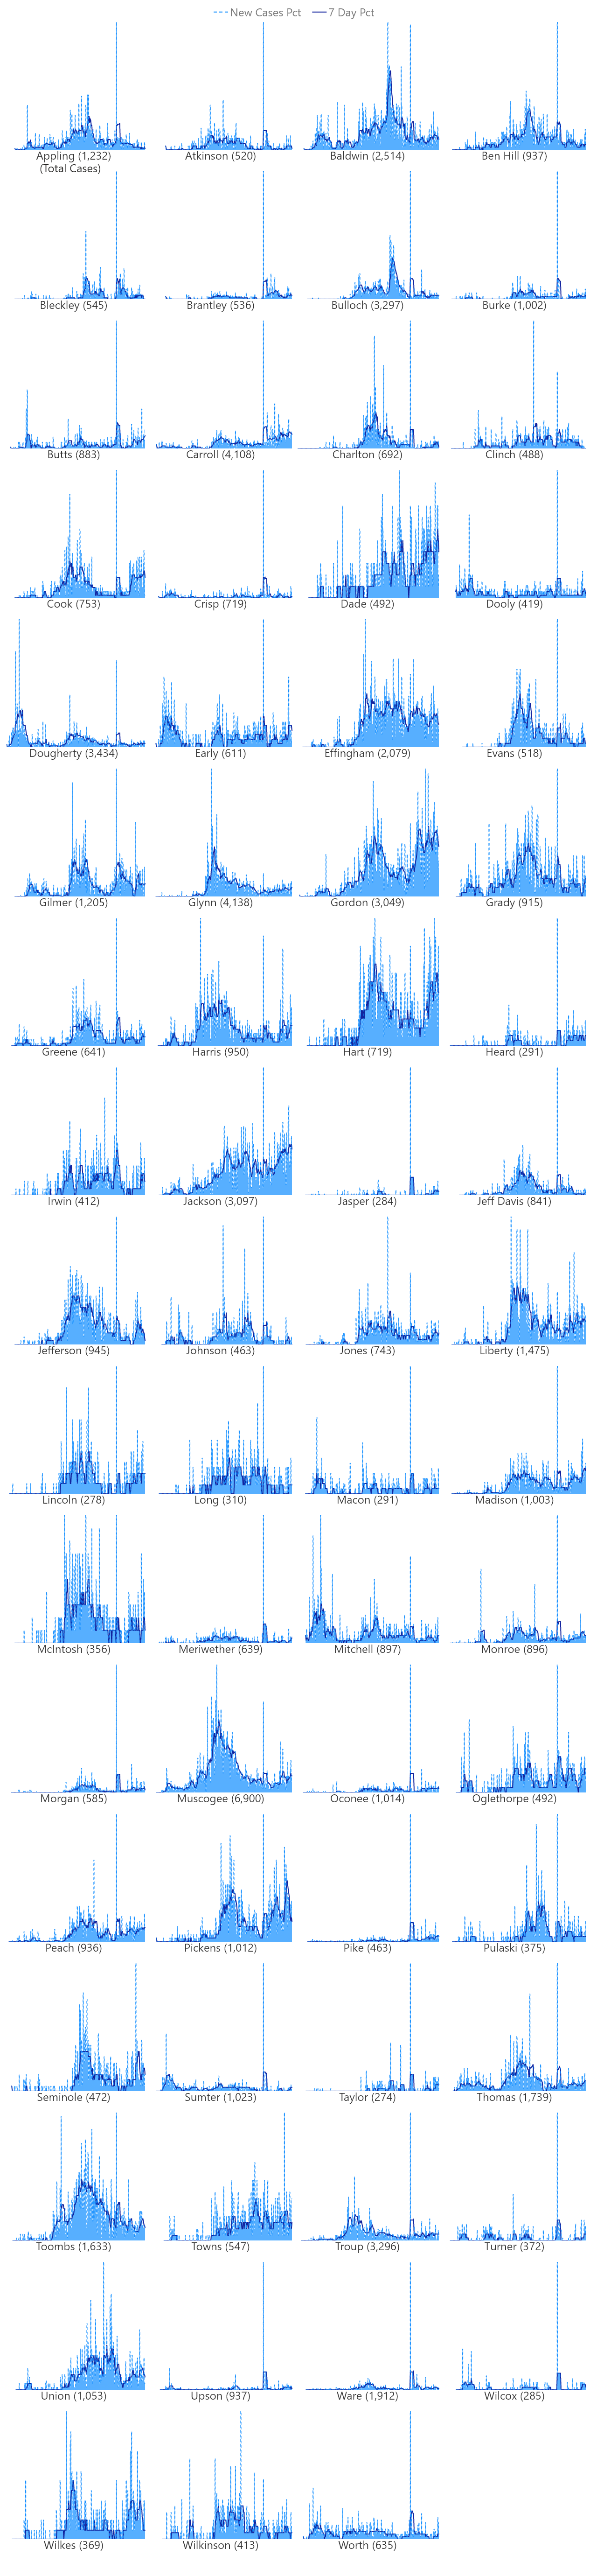 New Cases Pct 7 Day Pct
Appling (1,232) Atkinson (520) Baldwin (2,514) Ben Hill (937)
(Total Cases)
Bleckley (545) Brantley (536) Bulloch (3,297) Burke (1,002)
Butts (883) Carroll (4,108) Charlton (692) Clinch (488)
Cook (753) Crisp (719) Dade (492) Dooly (419)
Dougherty (3,434) Early (611) Effingham (2,079) Evans (518)
Gilmer (1,205) Glynn (4,138) Gordon (3,049) Grady (915)
Greene (641) Harris (950) Hart (719) Heard (291)
Irwin (412) Jackson (3,097) Jasper (284) Jeff Davis (841)
Jefferson (945) Johnson (463) Jones (743) Liberty (1,475)
Lincoln (278) Long (310) Macon (291) Madison (1,003)
McIntosh (356) Meriwether (639) Mitchell (897) Monroe (896)
Morgan (585) Muscogee (6,900) Oconee (1,014) Oglethorpe (492)
Peach (936) Pickens (1,012) Pike (463) Pulaski (375)
Seminole (472) Sumter (1,023) Taylor (274) Thomas (1,739)
Toombs (1,633) Towns (547) Troup (3,296) Turner (372)
Union (1,053) Upson (937) Ware (1,912) Wilcox (285)
Wilkes (369) Wilkinson (413) Worth (635)